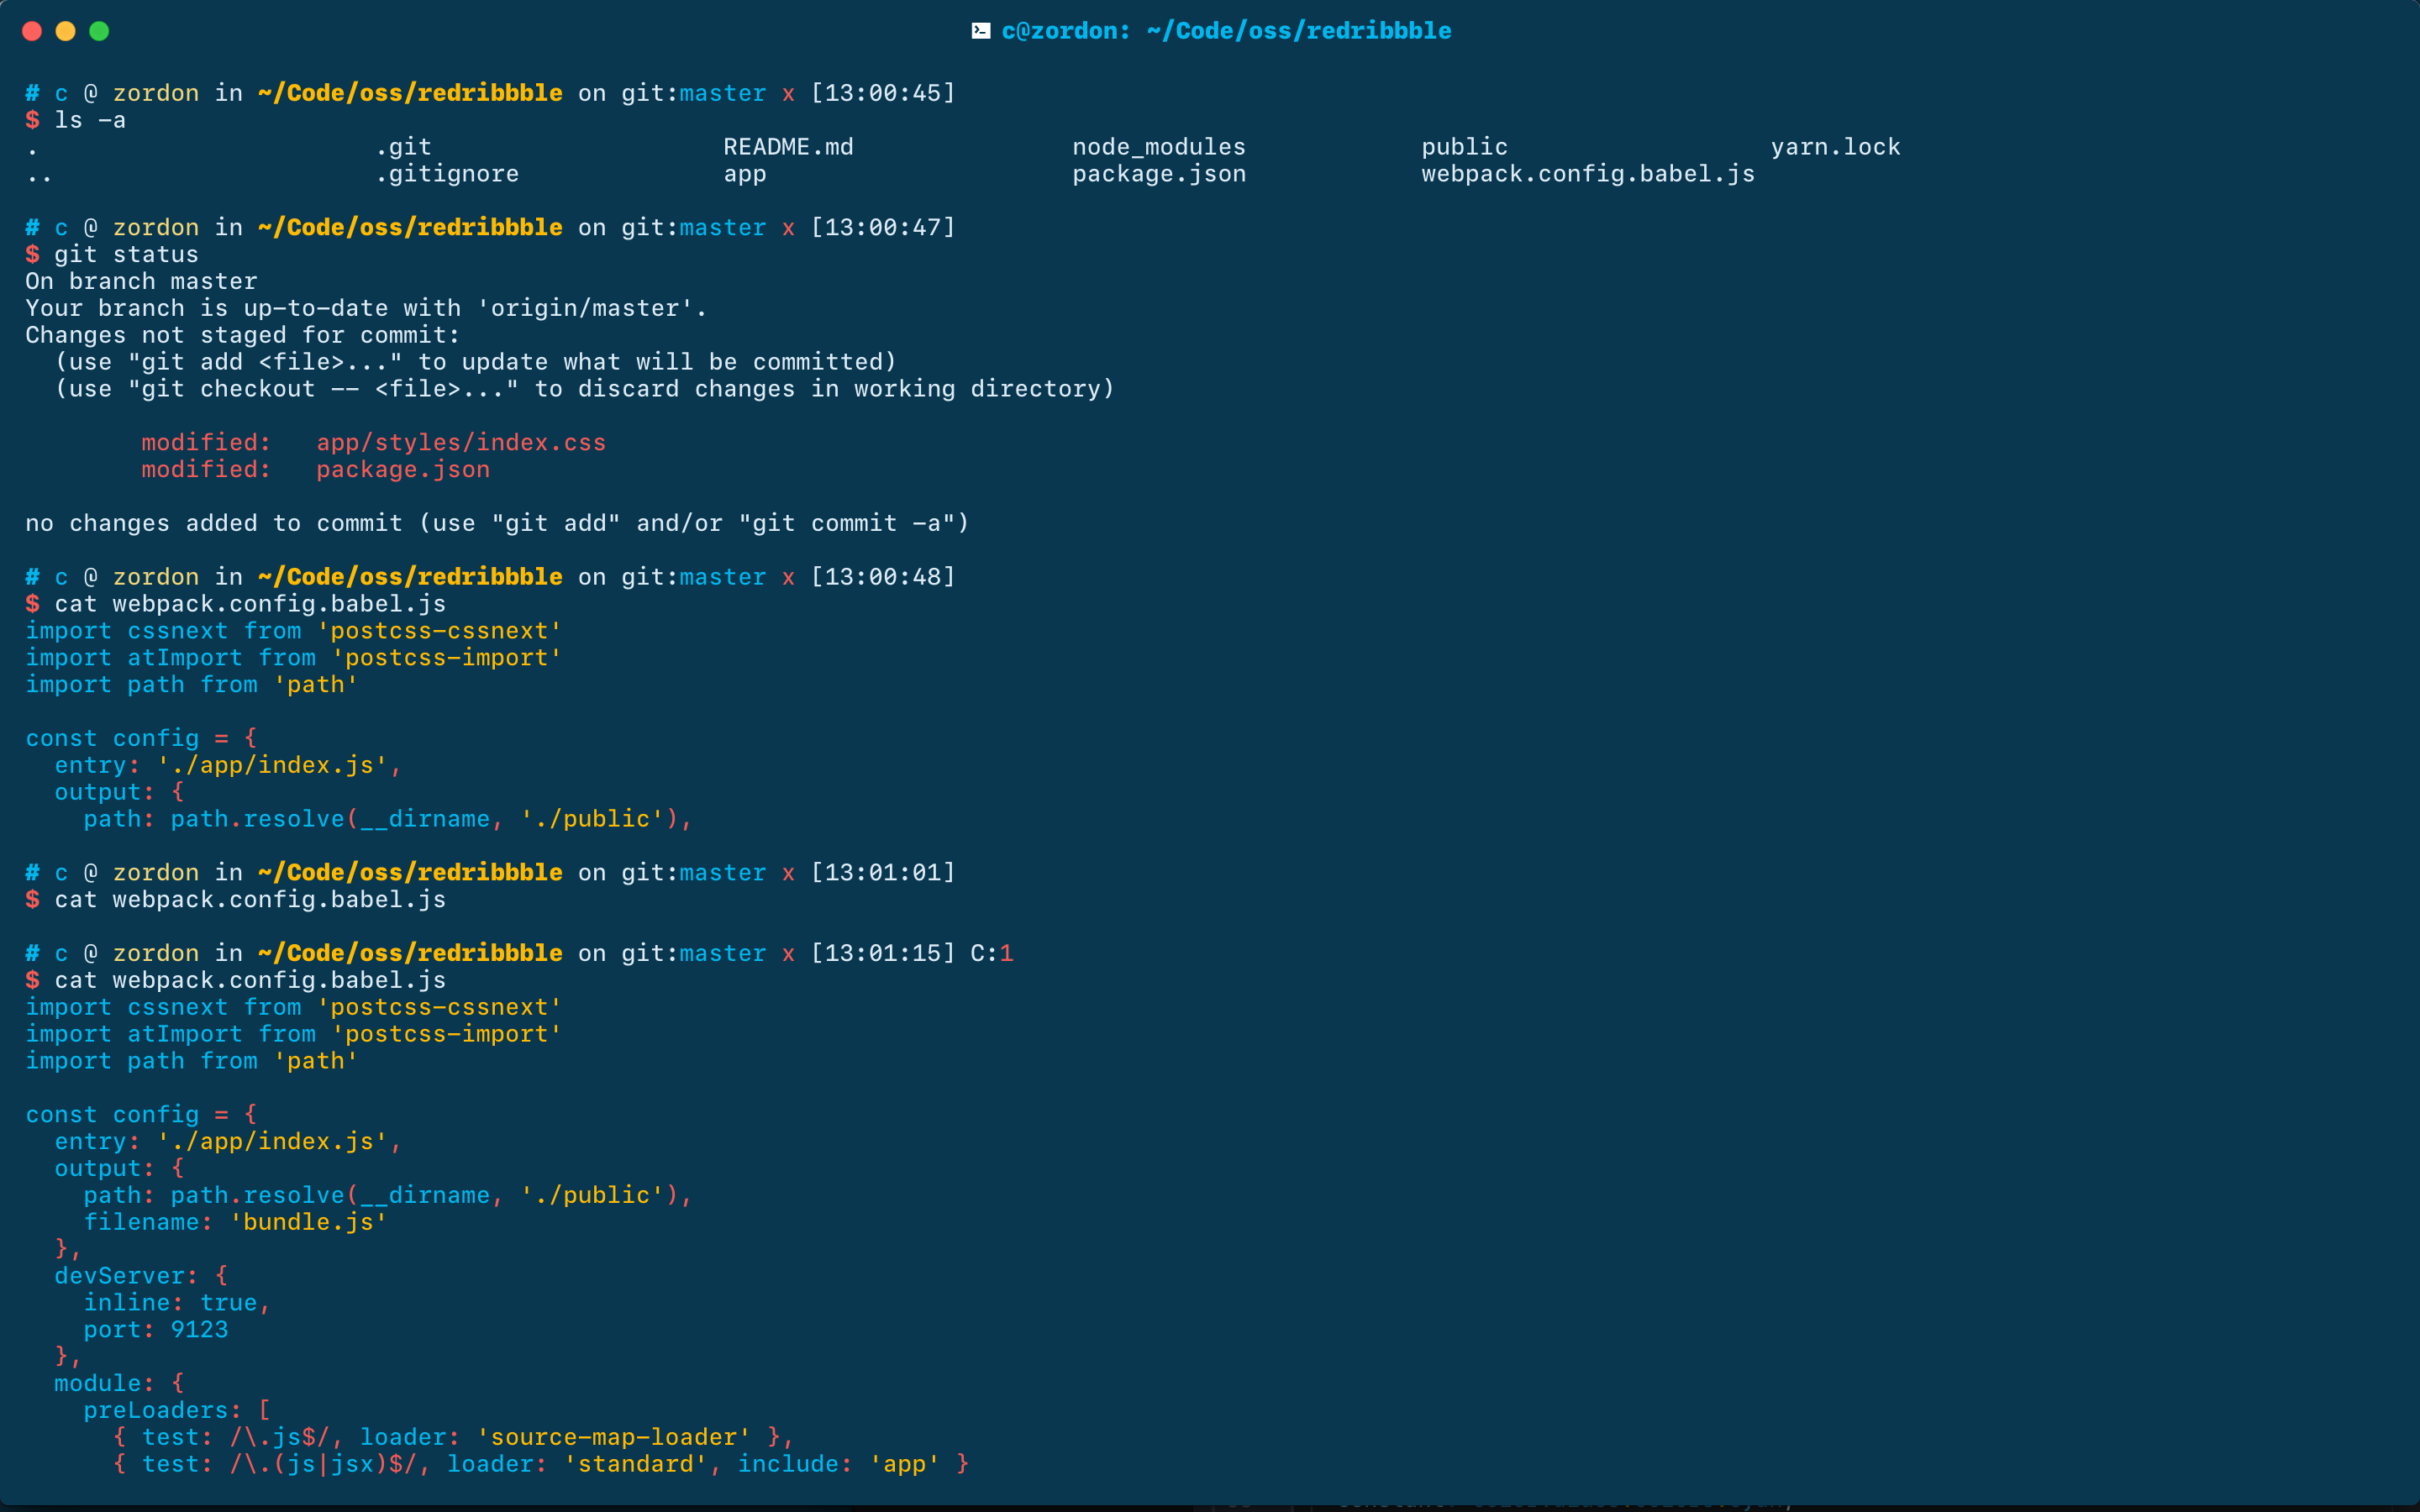 c@zordon: ~/Code/oss/redribbble
# c @ zordon in ~/Code/oss/redribbble on git:master x [13:00:45]
$ ls -a
.                       .git                    README.md               node_modules            public                  yarn.lock
..                      .gitignore              app                     package.json            webpack.config.babel.js

# c @ zordon in ~/Code/oss/redribbble on git:master x [13:00:47]
$ git status
On branch master
Your branch is up-to-date with 'origin/master'.
Changes not staged for commit:
  (use "git add <file>..." to update what will be committed)
  (use "git checkout -- <file>..." to discard changes in working directory)

        modified:   app/styles/index.css
        modified:   package.json

no changes added to commit (use "git add" and/or "git commit -a")

# c @ zordon in ~/Code/oss/redribbble on git:master x [13:00:48]
$ cat webpack.config.babel.js
import cssnext from 'postcss-cssnext'
import atImport from 'postcss-import'
import path from 'path'

const config = {
  entry: './app/index.js',
  output: {
    path: path.resolve(__dirname, './public'),

# c @ zordon in ~/Code/oss/redribbble on git:master x [13:01:01]
$ cat webpack.config.babel.js

# c @ zordon in ~/Code/oss/redribbble on git:master x [13:01:15] C:1
$ cat webpack.config.babel.js
import cssnext from 'postcss-cssnext'
import atImport from 'postcss-import'
import path from 'path'

const config = {
  entry: './app/index.js',
  output: {
    path: path.resolve(__dirname, './public'),
    filename: 'bundle.js'
  },
  devServer: {
    inline: true,
    port: 9123
  },
  module: {
    preLoaders: [
      { test: /\.js$/, loader: 'source-map-loader' },
      { test: /\.(js|jsx)$/, loader: 'standard', include: 'app' }